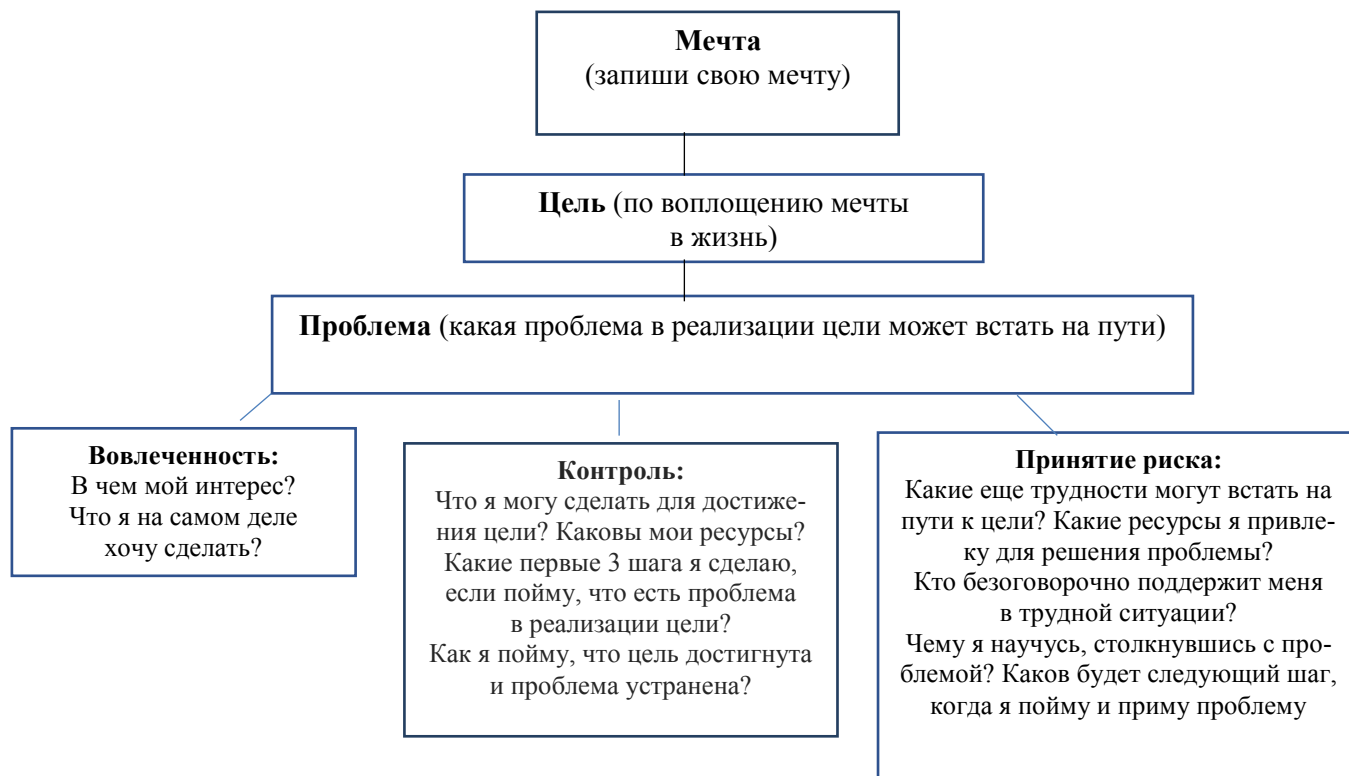 Мечта
(запиши свою мечту)
Цель (по воплощению мечты
в жизнь)
Проблема (какая проблема в реализации цели может встать на пути)
Вовлеченность:
В чем мой интерес?
Что я на самом деле
хочу сделать?
Контроль:
Что я могу сделать для достиже-
ния цели? Каковы мои ресурсы?
Какие первые 3 шага я сделаю,
если пойму, что есть проблема
в реализации цели?
Как я пойму, что цель достигнута
и проблема устранена?
Принятие риска:
Какие еще трудности могут встать на
пути к цели? Какие ресурсы я привле-
ку для решения проблемы?
Кто безоговорочно поддержит меня
в трудной ситуации?
Чему я научусь, столкнувшись с про-
блемой? Каков будет следующий шаг,
когда я пойму и приму проблему